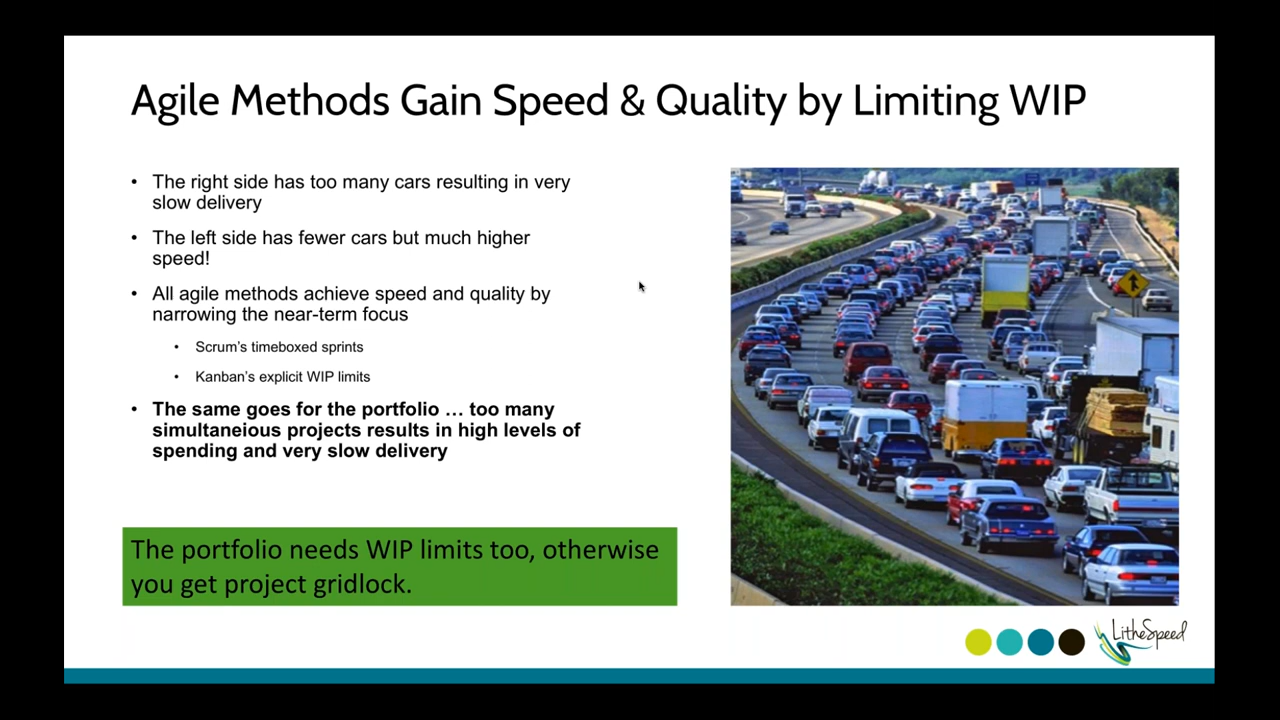 Agile Methods Gain Speed & Quality by Limiting WIP
• The right side has too many cars resulting in very
slow delivery
• The left side has fewer cars but much higher
speed!
• All agile methods achieve speed and quality by
narrowing the near-term focus
• Scrum’s timeboxed sprints
• Kanban’s explicit WIP limits
• The same goes for the portfolio … too many
simultaneious projects results in high levels of
spending and very slow delivery
The portfolio needs WIP limits too, otherwise
you get project gridlock.
LitheSpeed